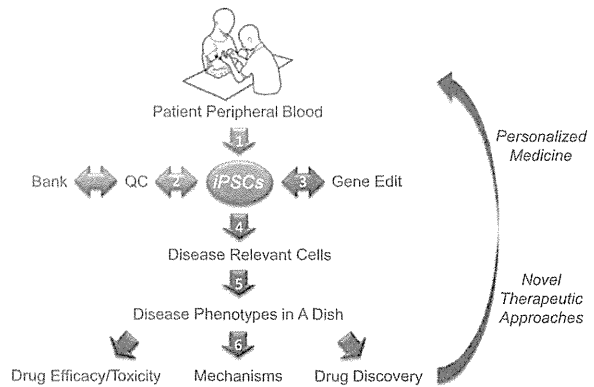 Patient Peripheral Blood
1
Personalized
Medicine
Bank QC 2 iPSCs 3 Gene Edit
4
Disease Relevant Cells
5
Novel
Therapeutic
Approaches
Disease Phenotypes in A Dish
6
Drug Efficacy/Toxicity Mechanisms Drug Discovery